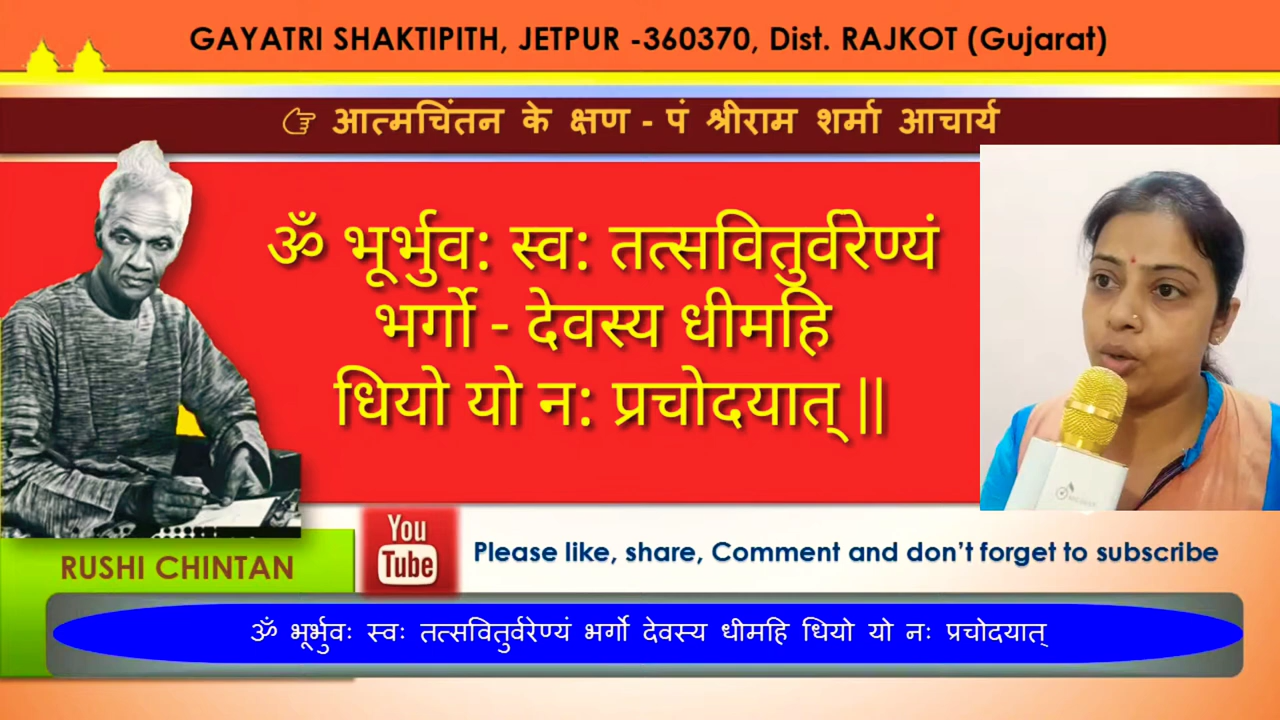 GAYATRI SHAKTIPITH, JETPUR -360370, Dist. RAJKOT (Gujarat)
👉 आत्मचिंतन के क्षण - पं श्रीराम शर्मा आचार्य
ॐ भूर्भुव: स्व: तत्सवितुर्वरेण्यं
भर्गो - देवस्य धीमहि
धियो यो न: प्रचोदयात् ||
You
Tube
Please like, share, Comment and don’t forget to subscribe
RUSHI CHINTAN
ॐ भूर्भुवः स्वः तत्सवितुर्वरेण्यं भर्गो देवस्य धीमहि धियो यो नः प्रचोदयात्